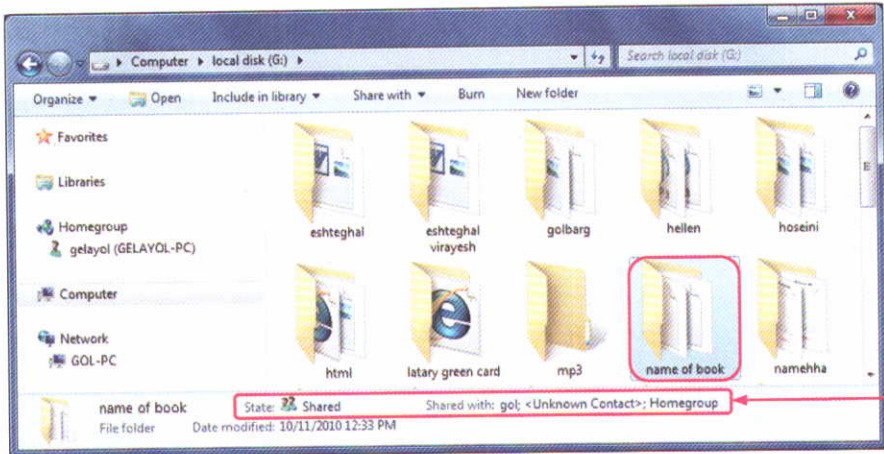 Computer ▸ local disk (G:) ▸
Search local disk (G:)
Organize Open Include in library Share with Burn New folder
Favorites
Libraries
Homegroup
gelayol (GELAYOL-PC)
Computer
Network
GOL-PC
eshteghal
eshteghal virayesh
golbarg
hellen
hoseini
html
latary green card
mp3
name of book
namehha
name of book State: Shared Shared with: gol; <Unknown Contact>; Homegroup
File folder Date modified: 10/11/2010 12:33 PM